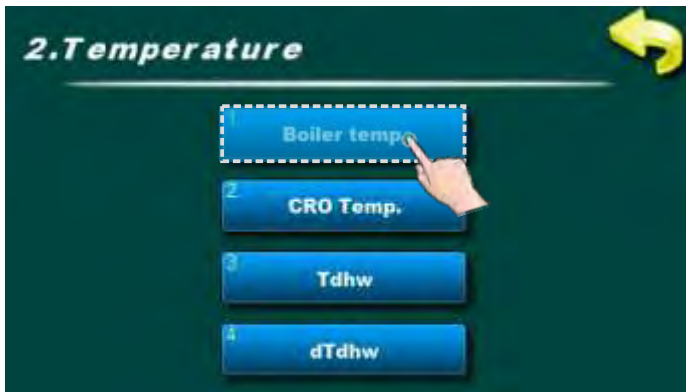 2.Temperature
1
Boiler temp.
2
CRO Temp.
3
Tdhw
4
dTdhw